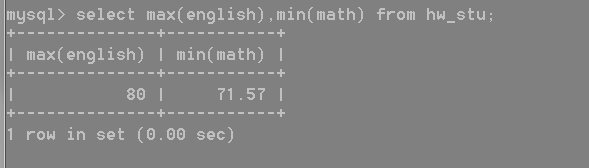 mysql> select max(english),min(math) from hw_stu;
+--------------+-----------+
| max(english) | min(math) |
+--------------+-----------+
|           80 |     71.57 |
+--------------+-----------+
1 row in set (0.00 sec)